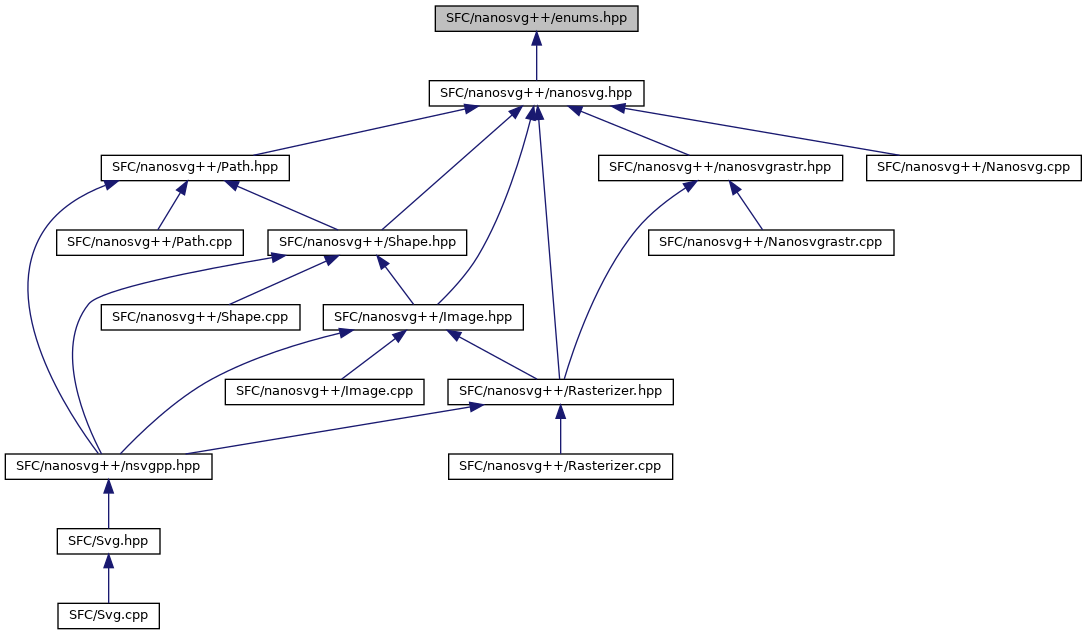 SFC/nanosvg++/enums.hpp
SFC/nanosvg++/nanosvg.hpp
SFC/nanosvg++/Path.hpp
SFC/nanosvg++/nanosvgrastr.hpp
SFC/nanosvg++/Nanosvg.cpp
SFC/nanosvg++/Path.cpp
SFC/nanosvg++/Shape.hpp
SFC/nanosvg++/Nanosvgrastr.cpp
SFC/nanosvg++/Shape.cpp
SFC/nanosvg++/Image.hpp
SFC/nanosvg++/Image.cpp
SFC/nanosvg++/Rasterizer.hpp
SFC/nanosvg++/nsvgpp.hpp
SFC/nanosvg++/Rasterizer.cpp
SFC/Svg.hpp
SFC/Svg.cpp